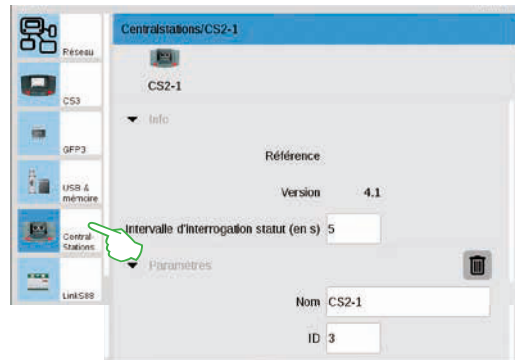 Réseau
CS3
GFP3
USB &
mémoire
Central-
Stations
LinkS88
Centralstations/CS2-1
CS2-1
Info
Référence
Version 4.1
Intervalle d'interrogation statut (en s) 5
Paramètres
Nom CS2-1
ID 3